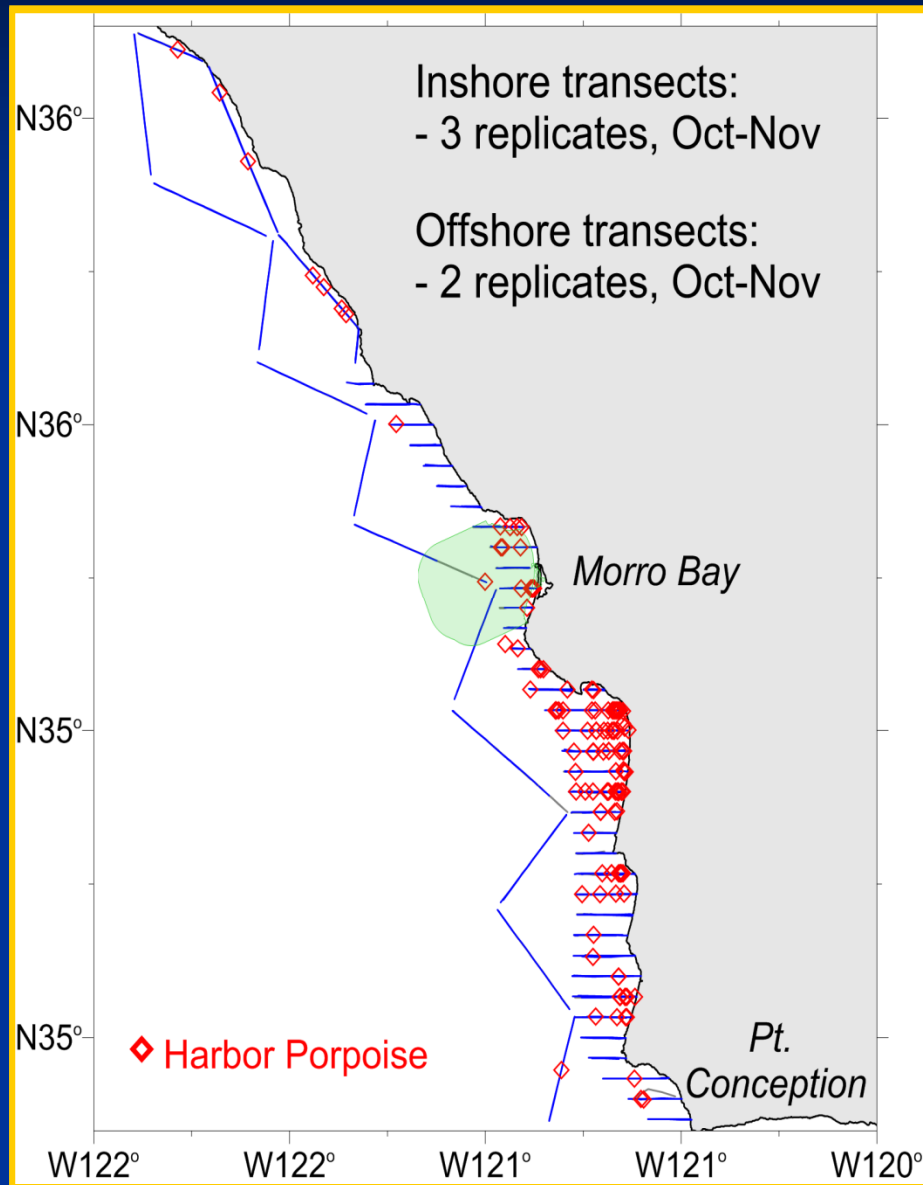 Inshore transects:
- 3 replicates, Oct-Nov
Offshore transects:
- 2 replicates, Oct-Nov
N36°
N36°
Morro Bay
N35°
N35°
Harbor Porpoise
Pt.
Conception
W122° W122° W121° W121° W120°